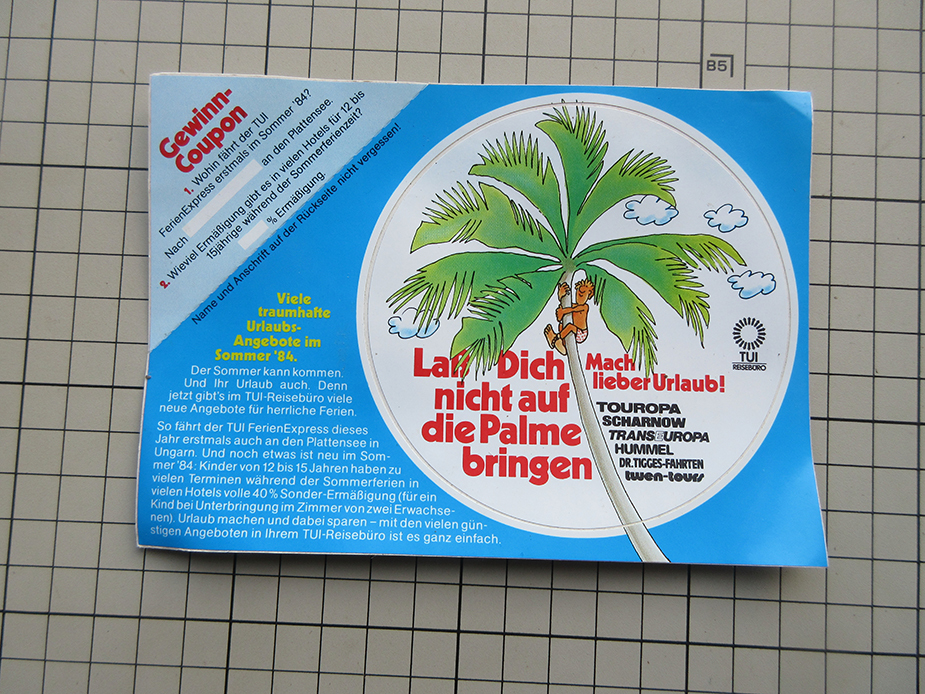 B5
Gewinn-
Coupon
1. Wohin fährt der TUI
FerienExpress erstmals im Sommer '84?
Nach an den Plattensee.
2. Wieviel Ermäßigung gibt es in vielen Hotels für 12 bis
15jährige während der Sommerferienzeit?
% Ermäßigung
Name und Anschrift auf der Rückseite nicht vergessen!
Viele
traumhafte
Urlaubs-
Angebote im
Sommer '84.
Der Sommer kann kommen.
Und Ihr Urlaub auch. Denn
jetzt gibt's im TUI-Reisebüro viele
neue Angebote für herrliche Ferien.
So fährt der TUI FerienExpress dieses
Jahr erstmals auch an den Plattensee in
Ungarn. Und noch etwas ist neu im Som-
mer '84: Kinder von 12 bis 15 Jahren haben zu
vielen Terminen während der Sommerferien in
vielen Hotels volle 40% Sonder-Ermäßigung (für ein
Kind bei Unterbringung im Zimmer von zwei Erwachse-
nen). Urlaub machen und dabei sparen – mit den vielen gün-
stigen Angeboten in Ihrem TUI-Reisebüro ist es ganz einfach.
Laß Dich
nicht auf
die Palme
bringen
Mach
lieber Urlaub!
TOUROPA
SCHARNOW
TRANSEUROPA
HUMMEL
DR.TIGGES-FAHRTEN
twen-tours
TUI
REISEBÜRO